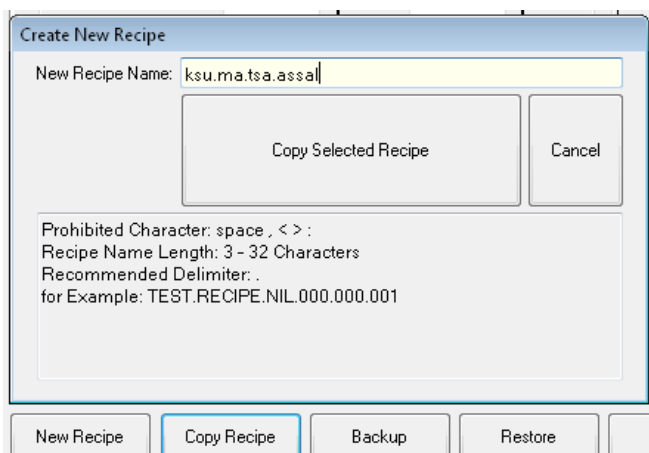 Create New Recipe
New Recipe Name: ksu.ma.tsa.assal
Copy Selected Recipe Cancel
Prohibited Character: space , < > :
Recipe Name Length: 3 - 32 Characters
Recommended Delimiter: .
for Example: TEST.RECIPE.NIL.000.000.001
New Recipe Copy Recipe Backup Restore